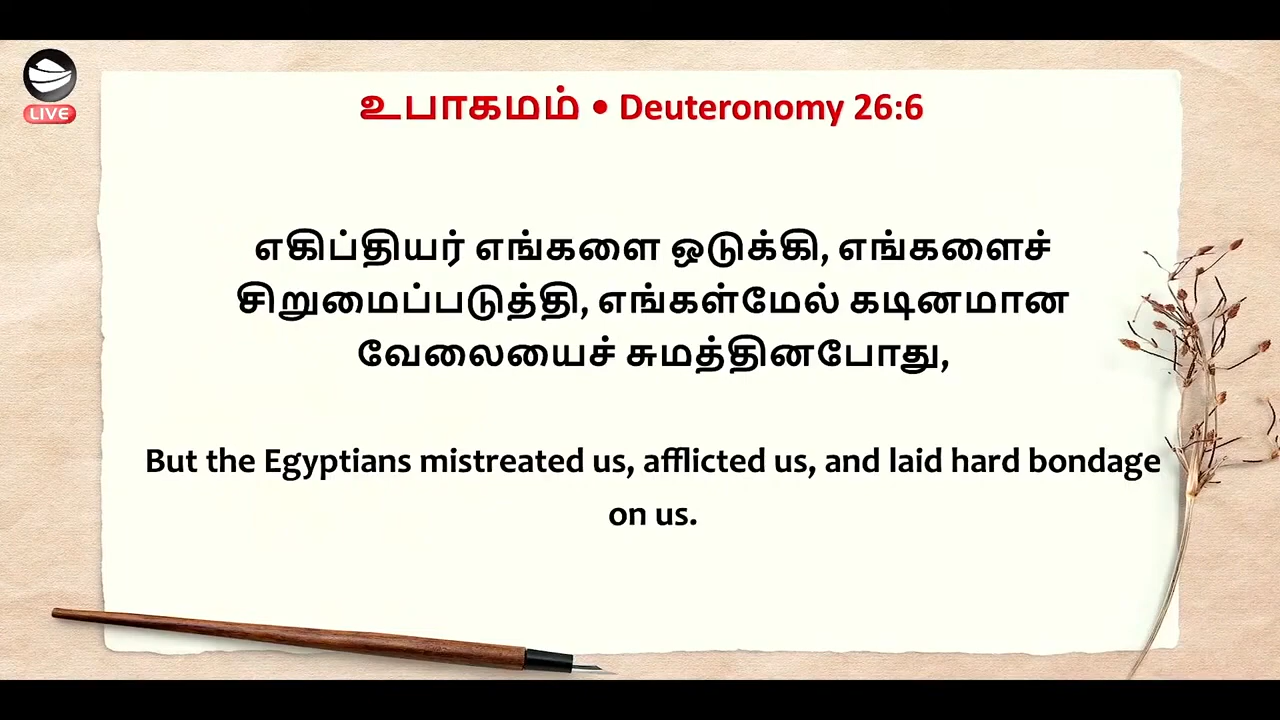 LIVE
உபாகமம் • Deuteronomy 26:6
எகிப்தியர் எங்களை ஒடுக்கி, எங்களைச்
சிறுமைப்படுத்தி, எங்கள்மேல் கடினமான
வேலையைச் சுமத்தினபோது,
But the Egyptians mistreated us, afflicted us, and laid hard bondage
on us.